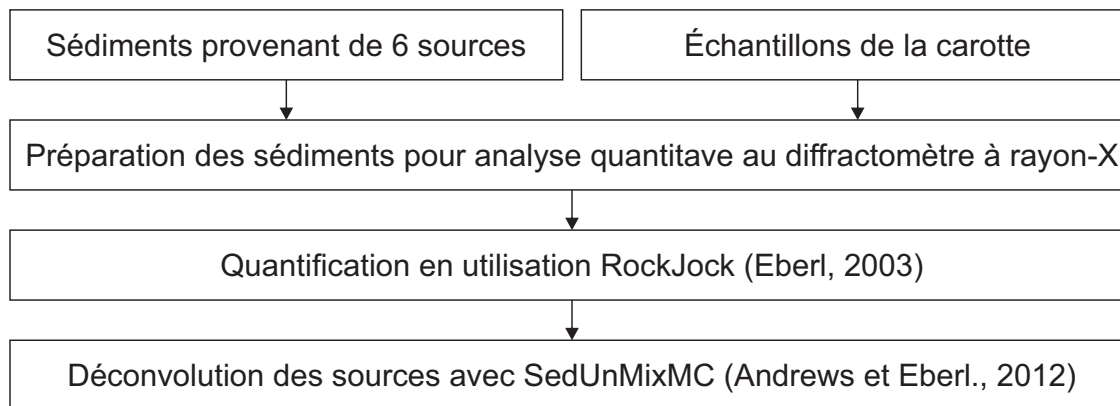 Sédiments provenant de 6 sources
Échantillons de la carotte
Préparation des sédiments pour analyse quantitave au diffractomètre à rayon-X
Quantification en utilisation RockJock (Eberl, 2003)
Déconvolution des sources avec SedUnMixMC (Andrews et Eberl., 2012)